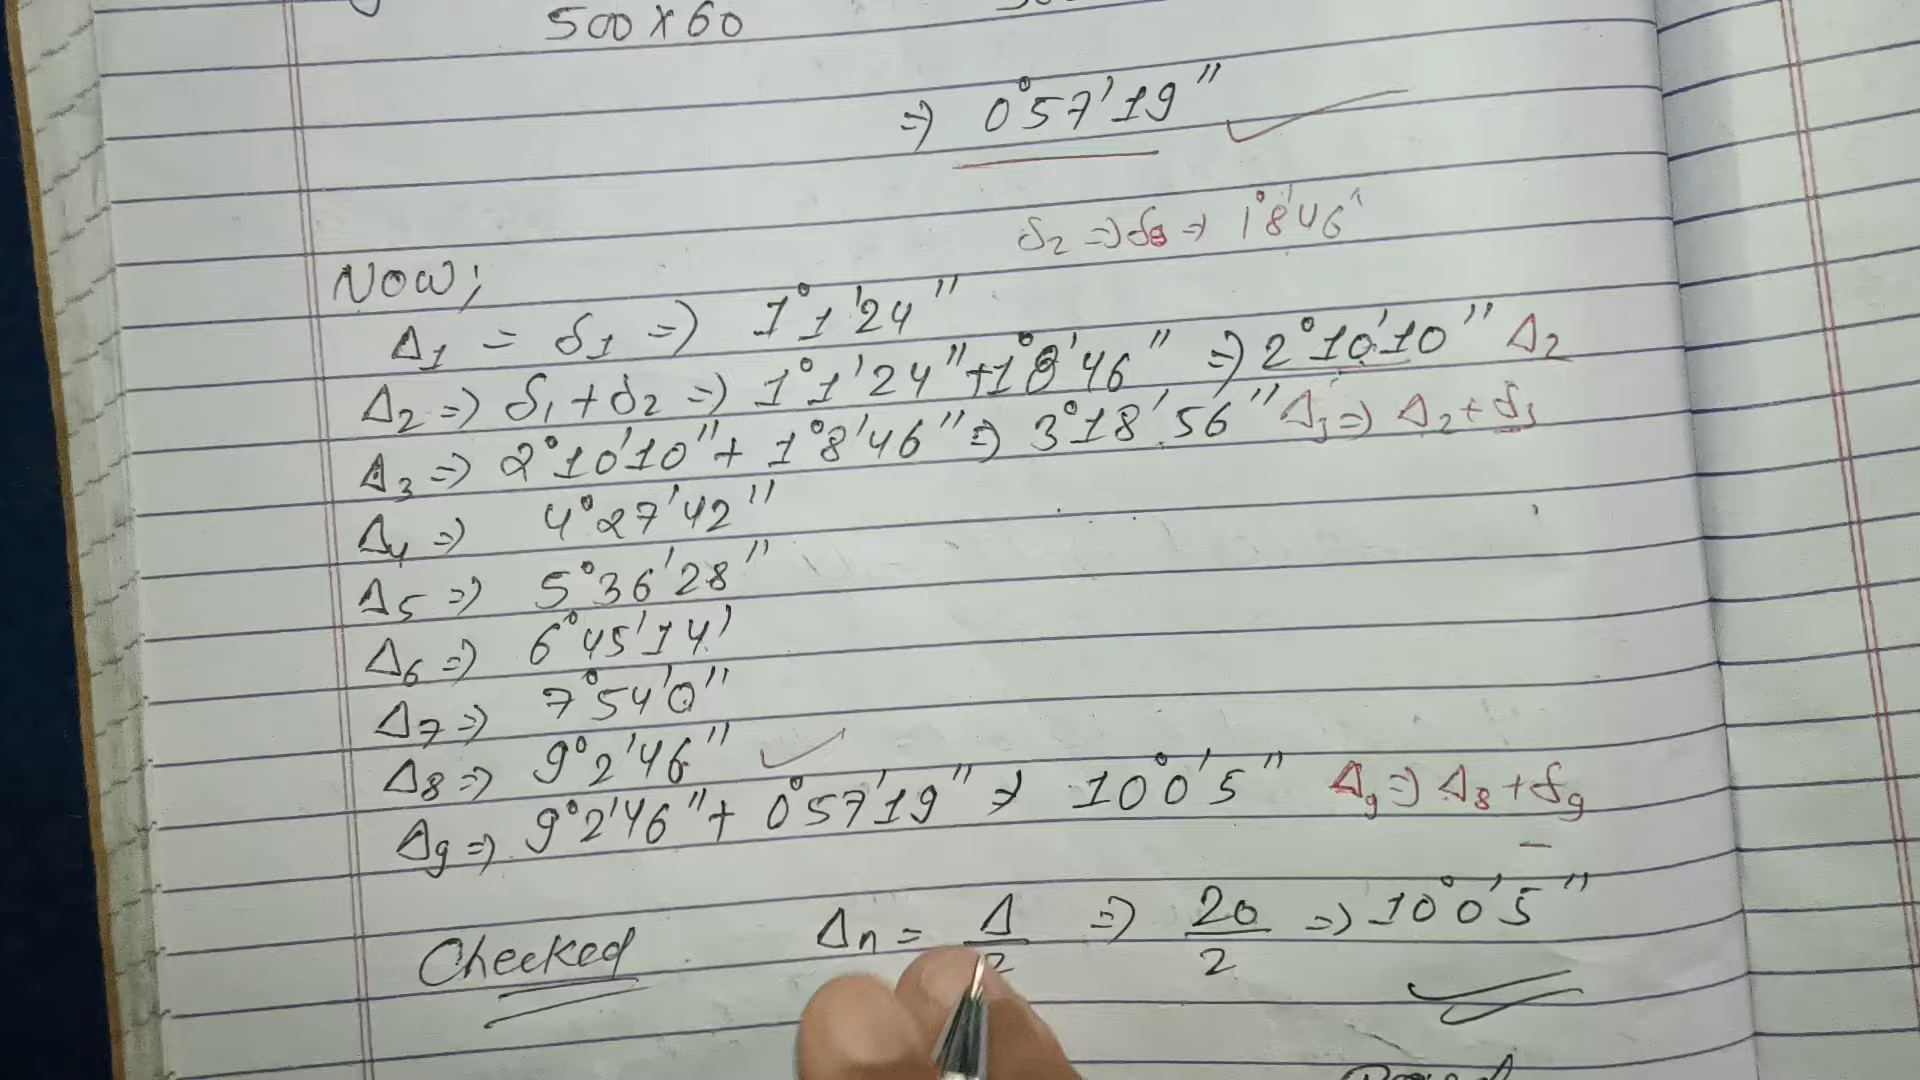 500 X 60
=> 0°57'19"
δ2 => δ8 => 1°8'46"
Now;
Δ1 = δ1 => 1°1'24"
Δ2 => δ1 + δ2 => 1°1'24" + 1°8'46" => 2°10'10" Δ2
Δ3 => 2°10'10" + 1°8'46" => 3°18'56" Δ3 => Δ2 + δ3
Δ4 => 4°27'42"
Δ5 => 5°36'28"
Δ6 => 6°45'14'
Δ7 => 7°54'0"
Δ8 => 9°2'46"
Δ9 => 9°2'46" + 0°57'19" => 10°0'5" Δ9 => Δ8 + δ9
Checked Δn = Δ/2 => 20/2 => 10°0'5"